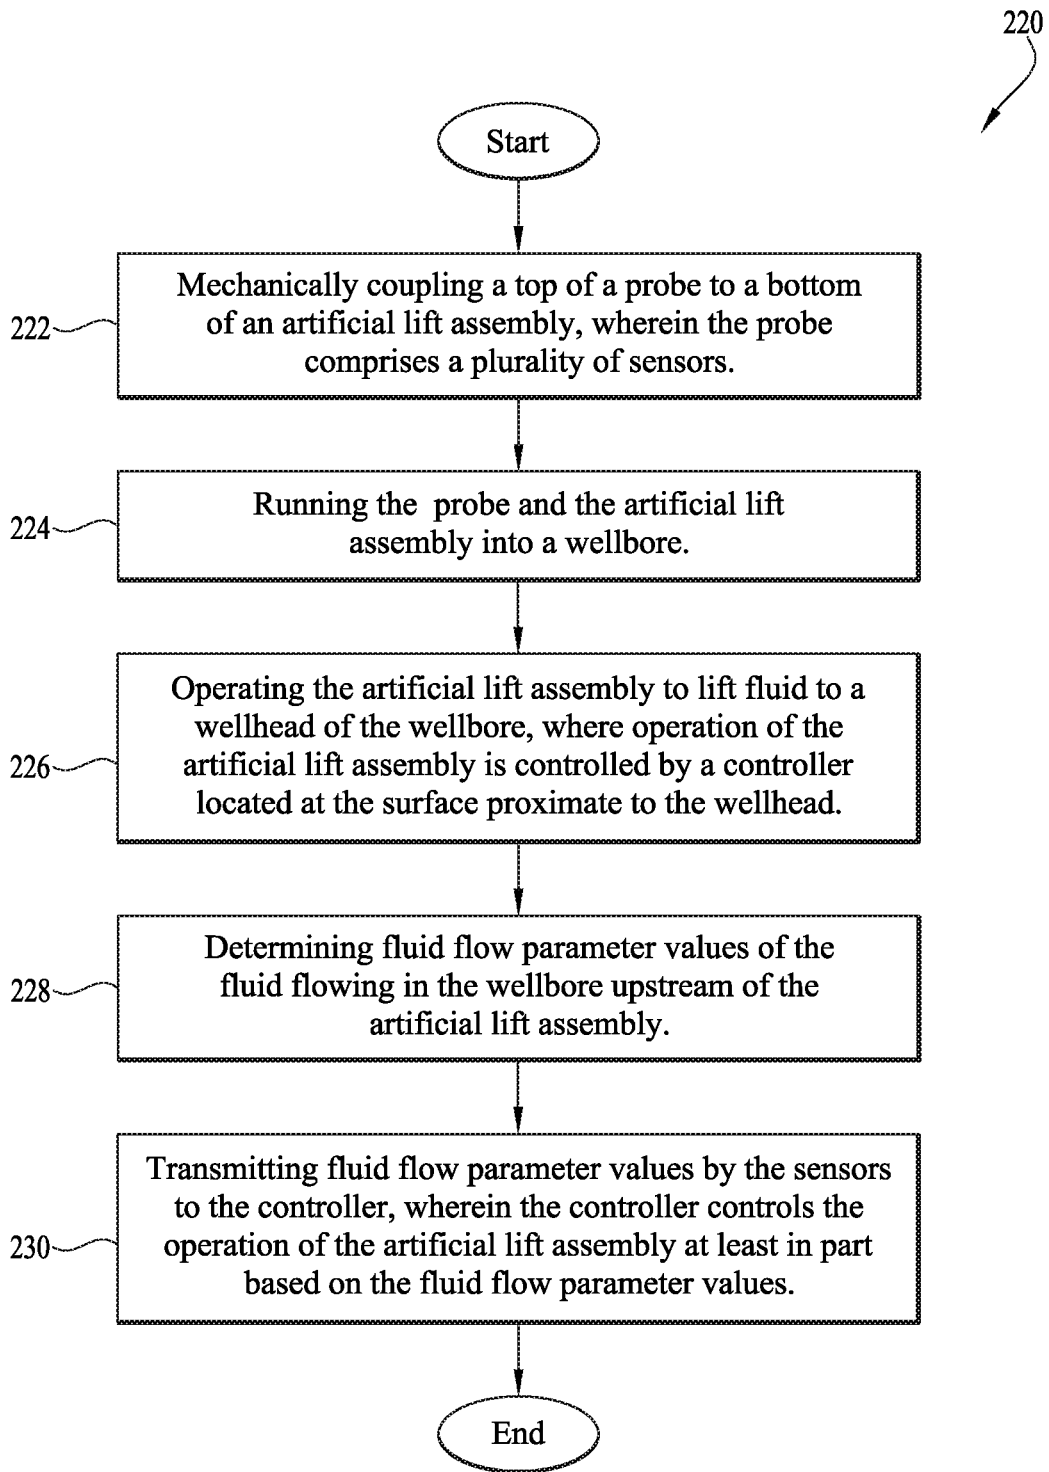 220
Start
222
Mechanically coupling a top of a probe to a bottom
of an artificial lift assembly, wherein the probe
comprises a plurality of sensors.
224
Running the probe and the artificial lift
assembly into a wellbore.
226
Operating the artificial lift assembly to lift fluid to a
wellhead of the wellbore, where operation of the
artificial lift assembly is controlled by a controller
located at the surface proximate to the wellhead.
228
Determining fluid flow parameter values of the
fluid flowing in the wellbore upstream of the
artificial lift assembly.
230
Transmitting fluid flow parameter values by the sensors
to the controller, wherein the controller controls the
operation of the artificial lift assembly at least in part
based on the fluid flow parameter values.
End